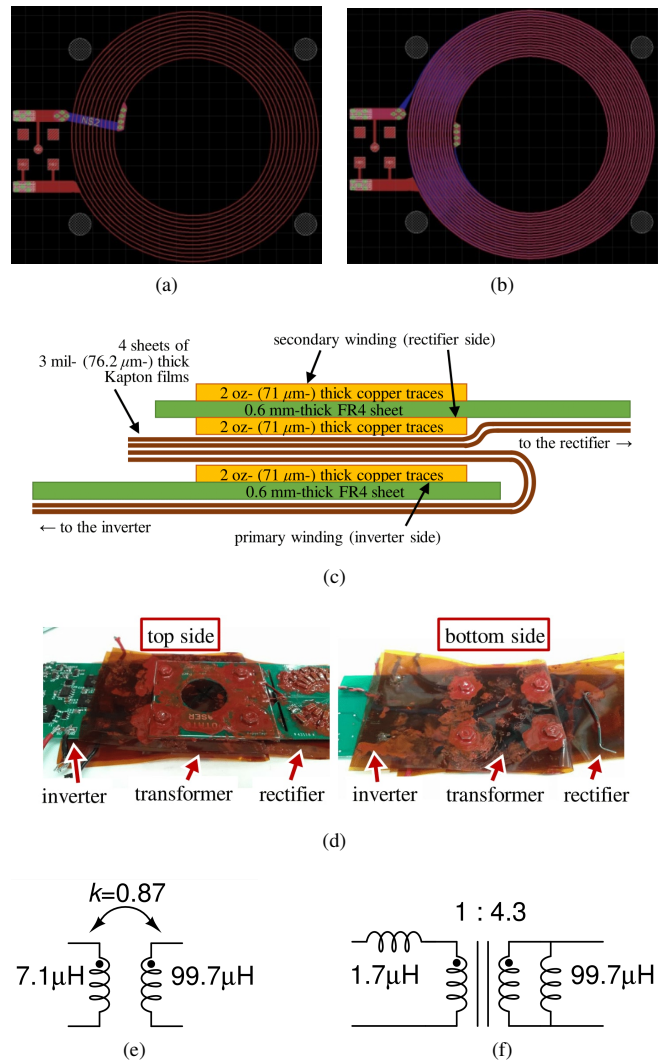 NS2
(a)
(b)
4 sheets of
3 mil- (76.2 μm-) thick
Kapton films
secondary winding (rectifier side)
2 oz- (71 μm-) thick copper traces
0.6 mm-thick FR4 sheet
2 oz- (71 μm-) thick copper traces
to the rectifier →
2 oz- (71 μm-) thick copper traces
0.6 mm-thick FR4 sheet
← to the inverter
primary winding (inverter side)
(c)
top side
bottom side
inverter
transformer
rectifier
inverter
transformer
rectifier
(d)
k=0.87
7.1μH
99.7μH
(e)
1 : 4.3
1.7μH
99.7μH
(f)